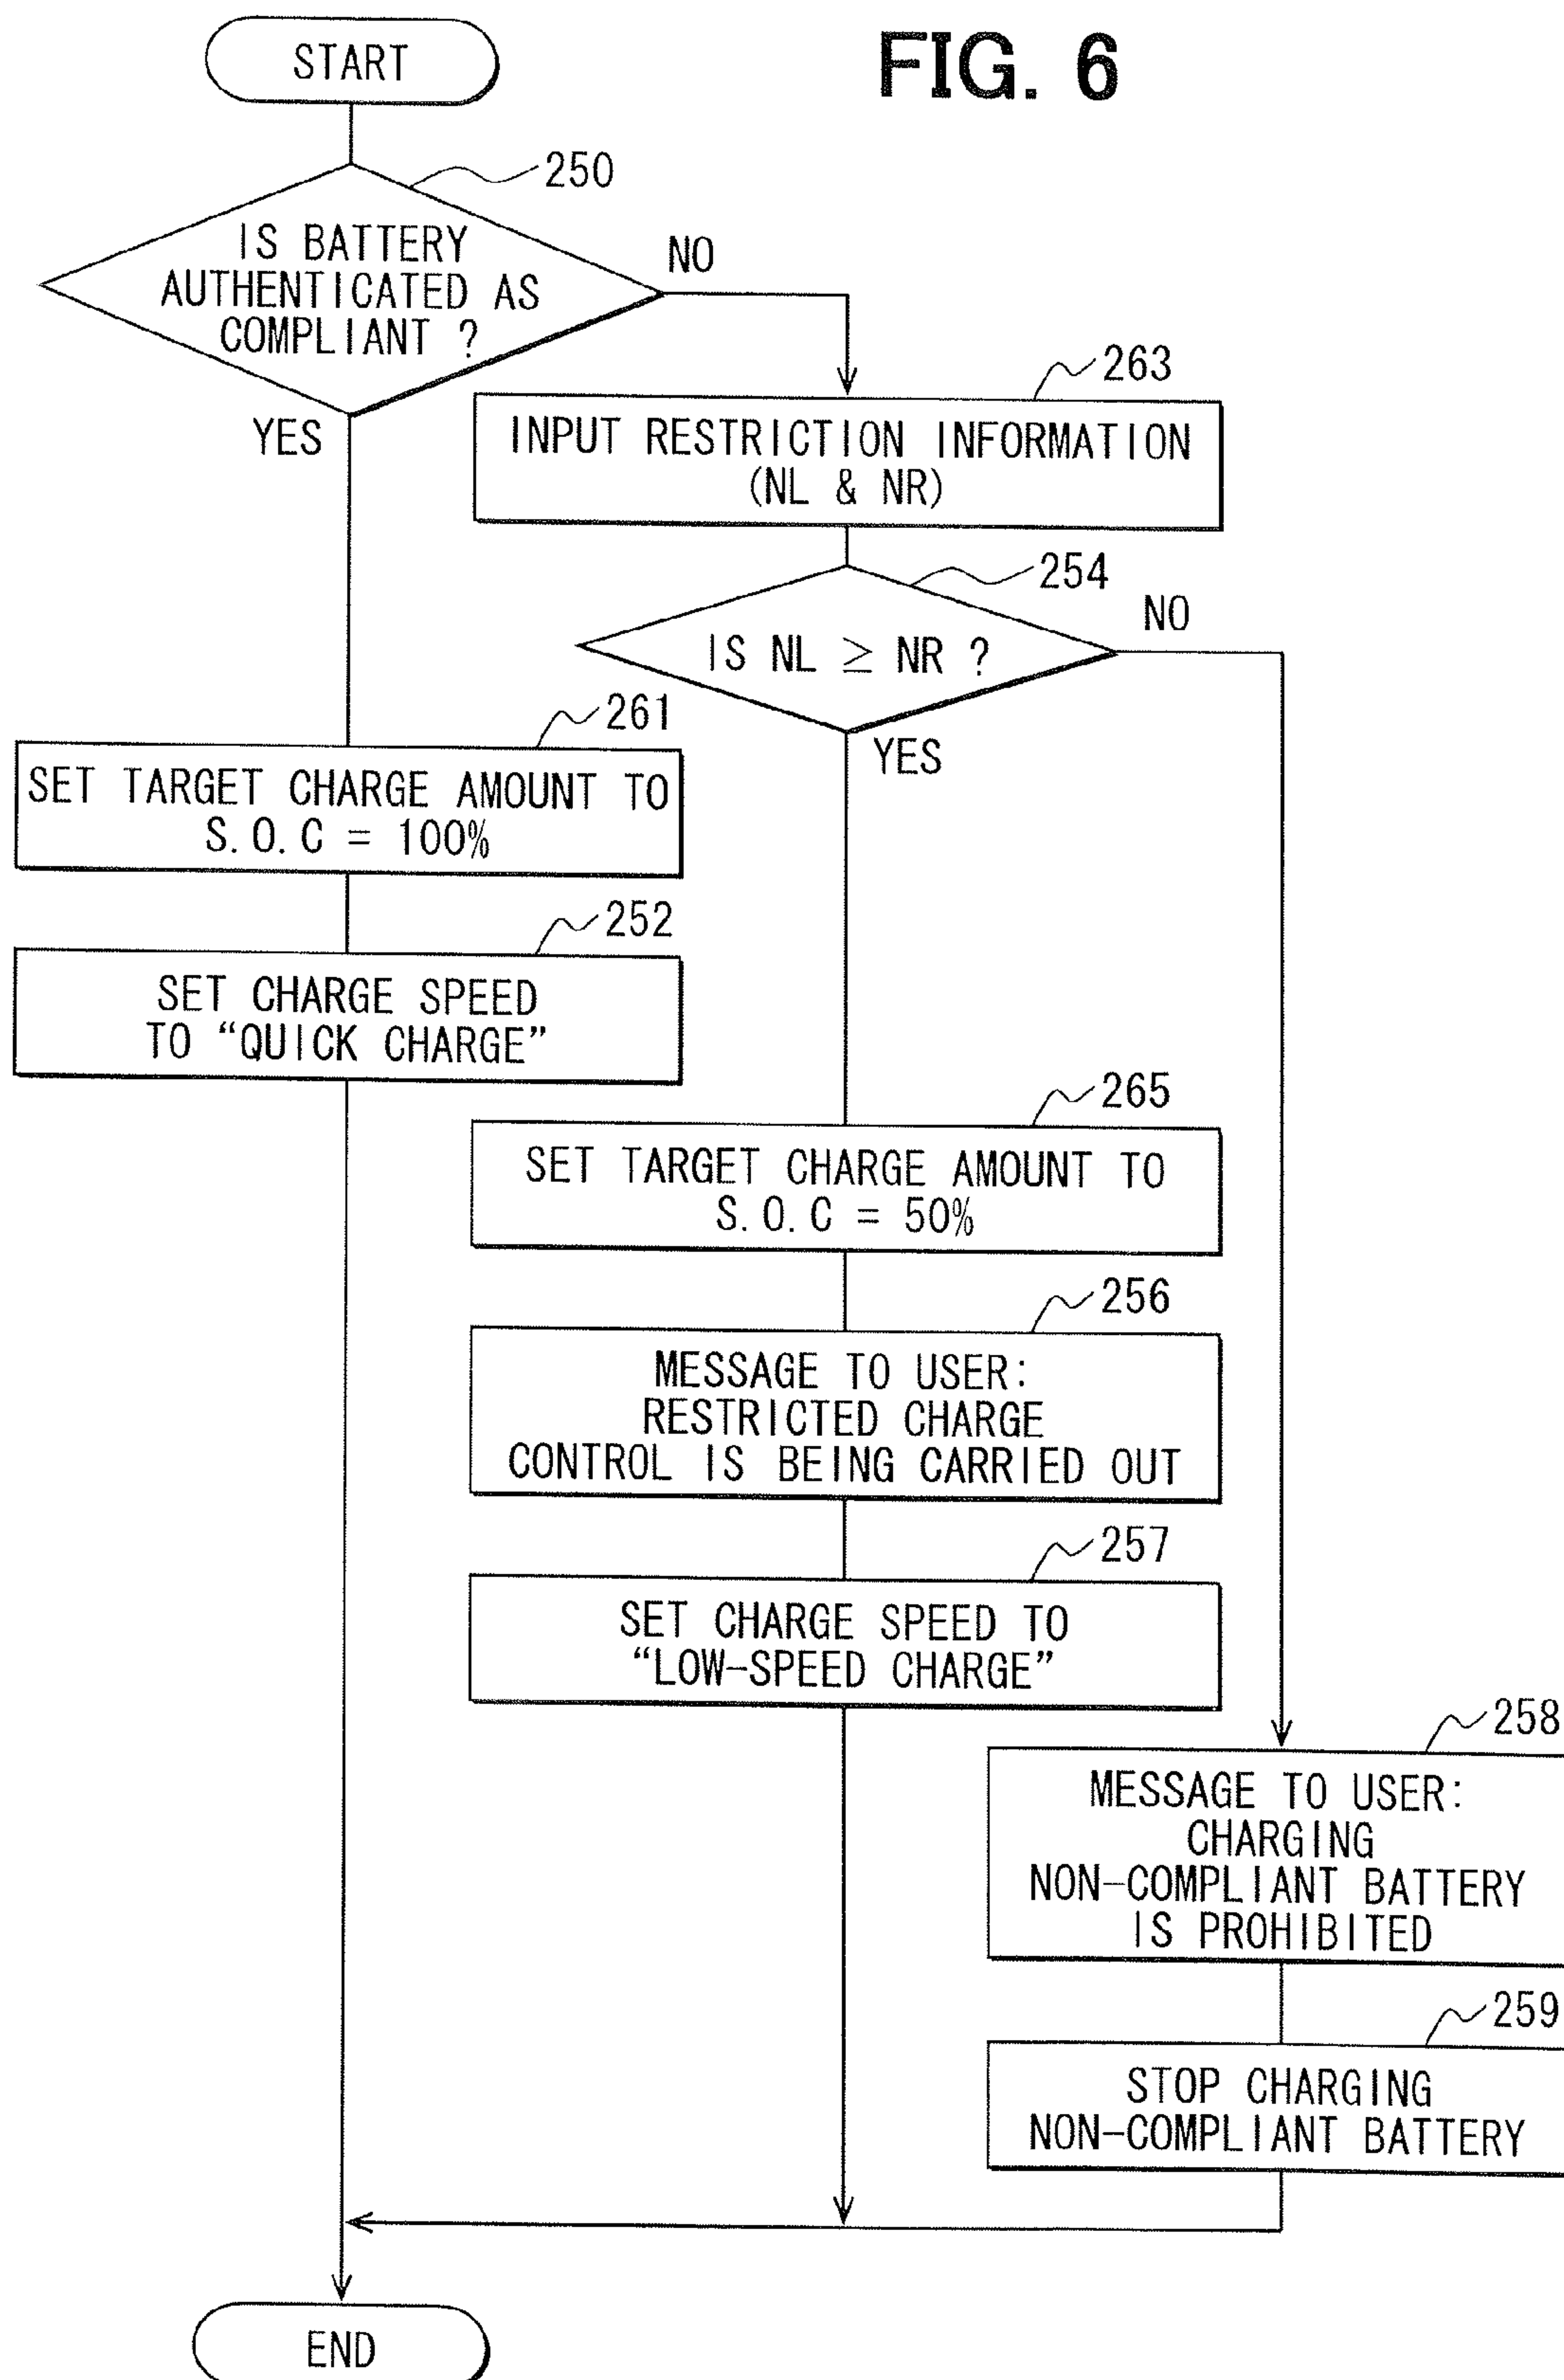 FIG. 6
START
250
IS BATTERY
AUTHENTICATED AS
COMPLIANT ?
NO
YES
263
INPUT RESTRICTION INFORMATION
(NL & NR)
254
IS NL ≥ NR ?
NO
YES
261
SET TARGET CHARGE AMOUNT TO
S.O.C = 100%
252
SET CHARGE SPEED
TO “QUICK CHARGE”
265
SET TARGET CHARGE AMOUNT TO
S.O.C = 50%
256
MESSAGE TO USER:
RESTRICTED CHARGE
CONTROL IS BEING CARRIED OUT
257
SET CHARGE SPEED TO
“LOW-SPEED CHARGE”
258
MESSAGE TO USER:
CHARGING
NON-COMPLIANT BATTERY
IS PROHIBITED
259
STOP CHARGING
NON-COMPLIANT BATTERY
END